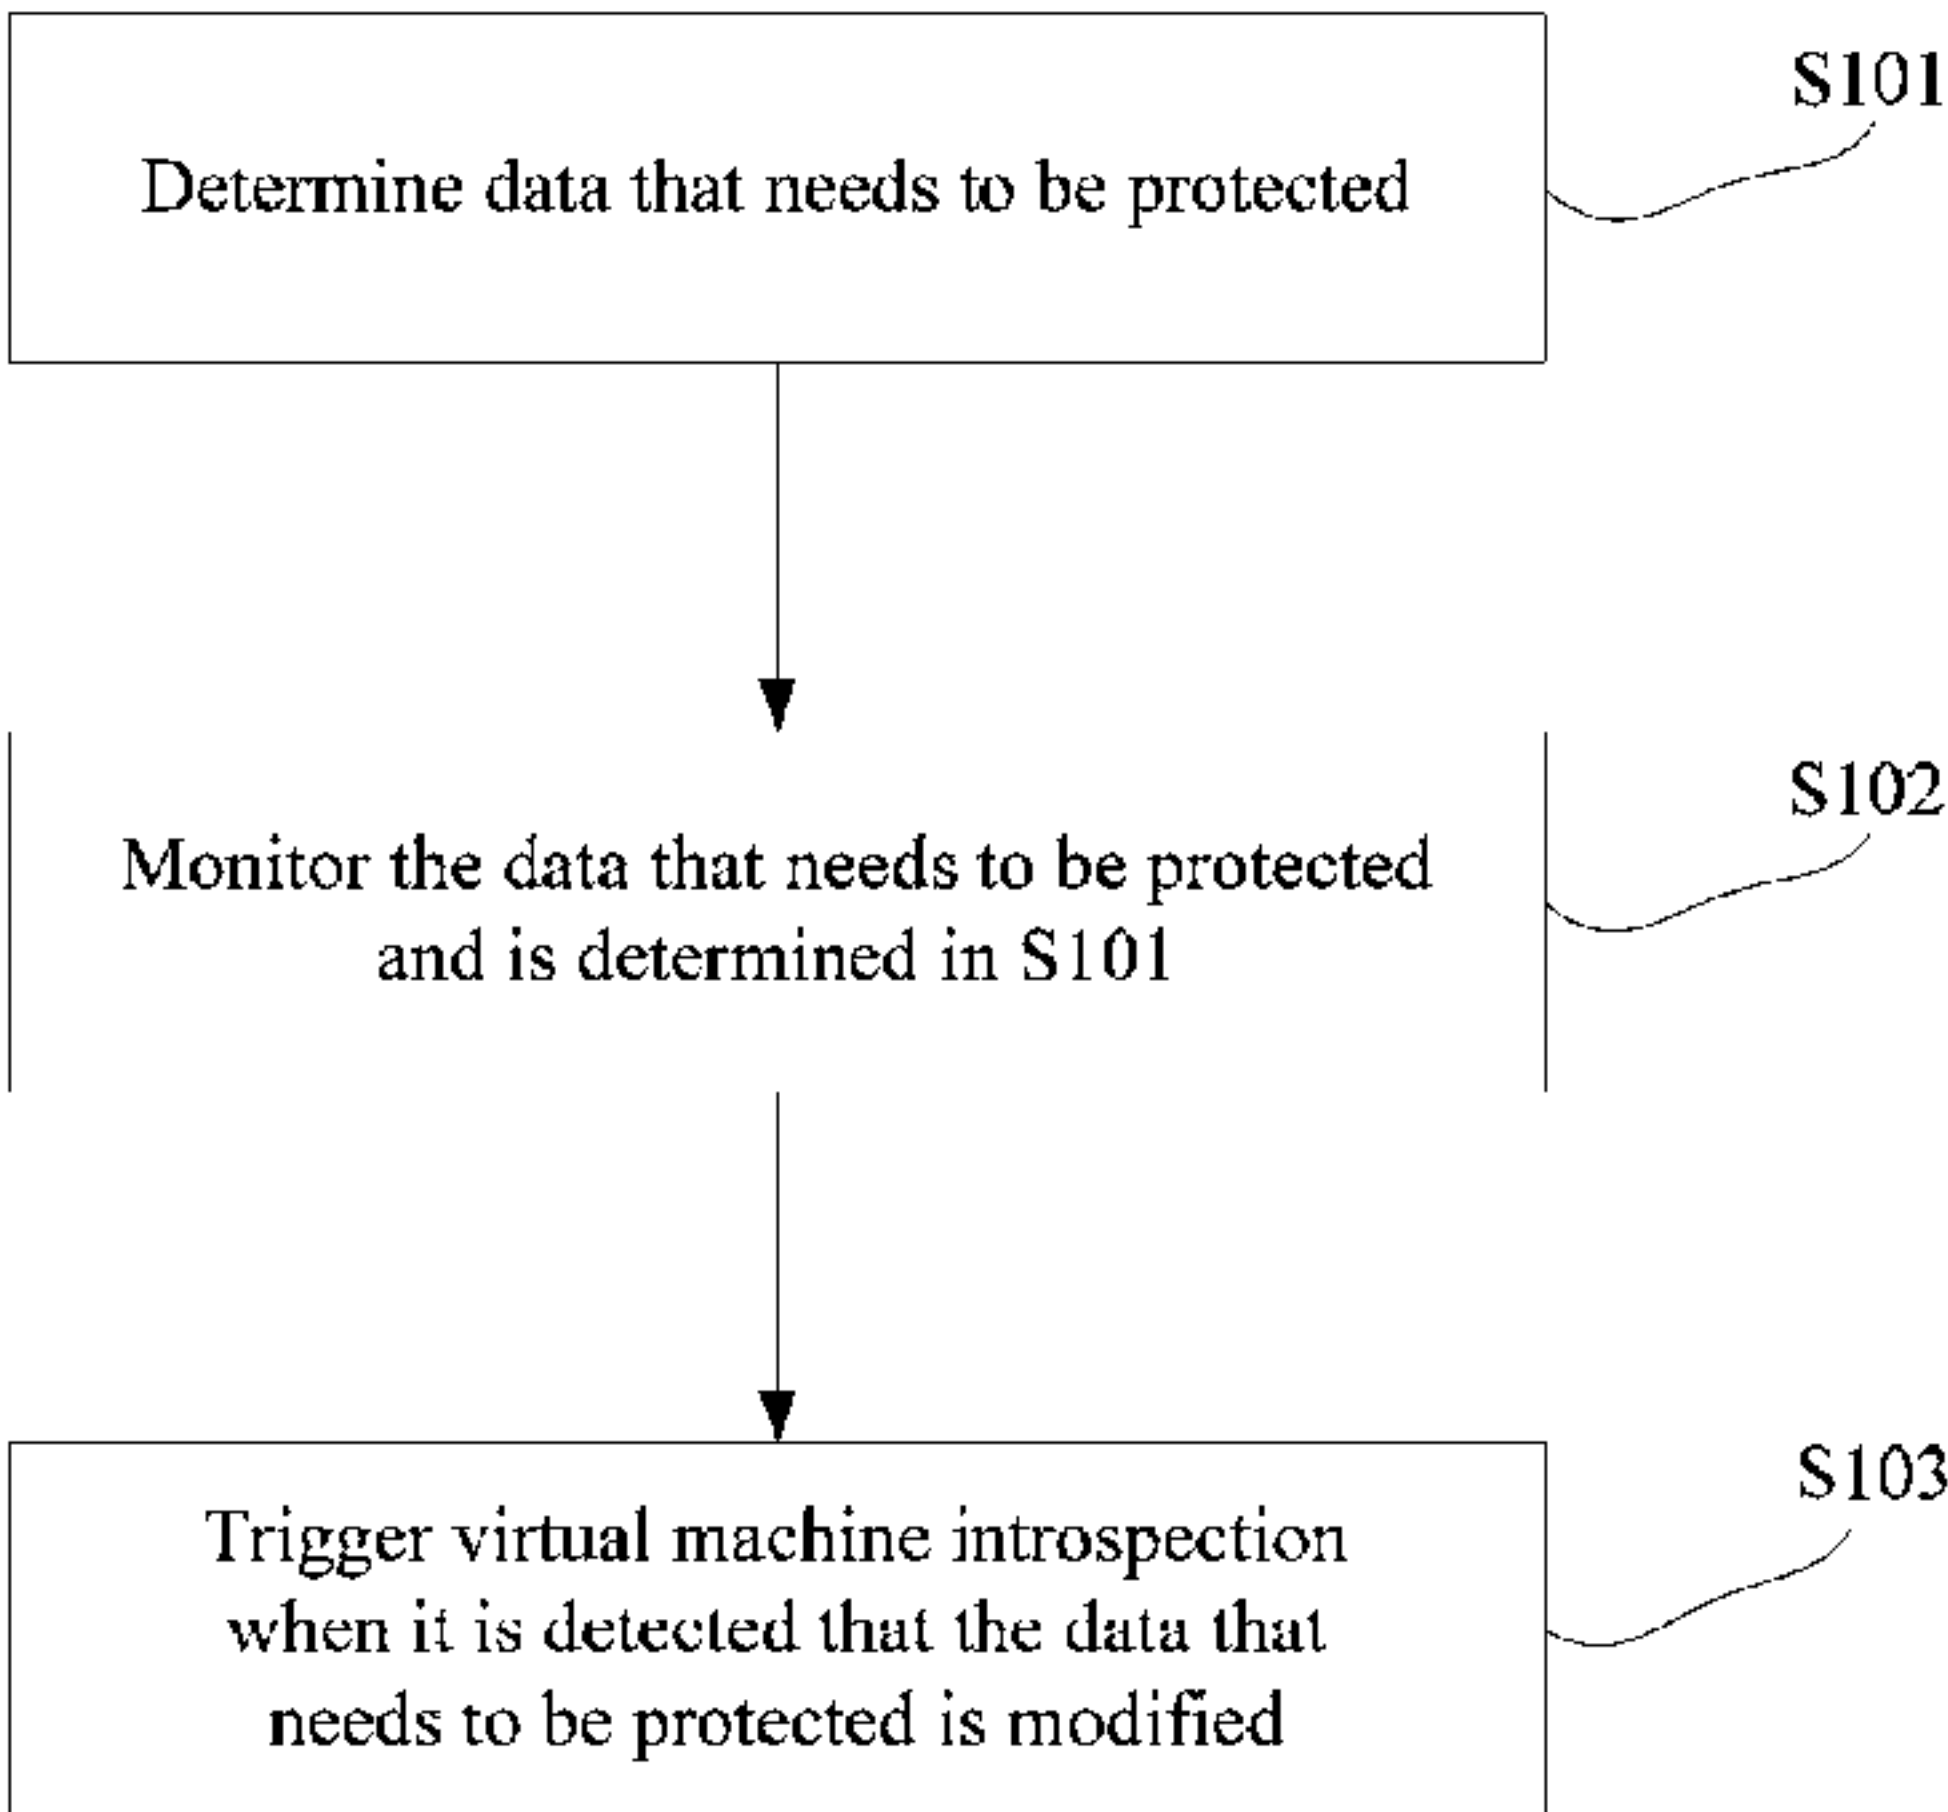 S101
Determine data that needs to be protected
S102
Monitor the data that needs to be protected
and is determined in S101
S103
Trigger virtual machine introspection
when it is detected that the data that
needs to be protected is modified